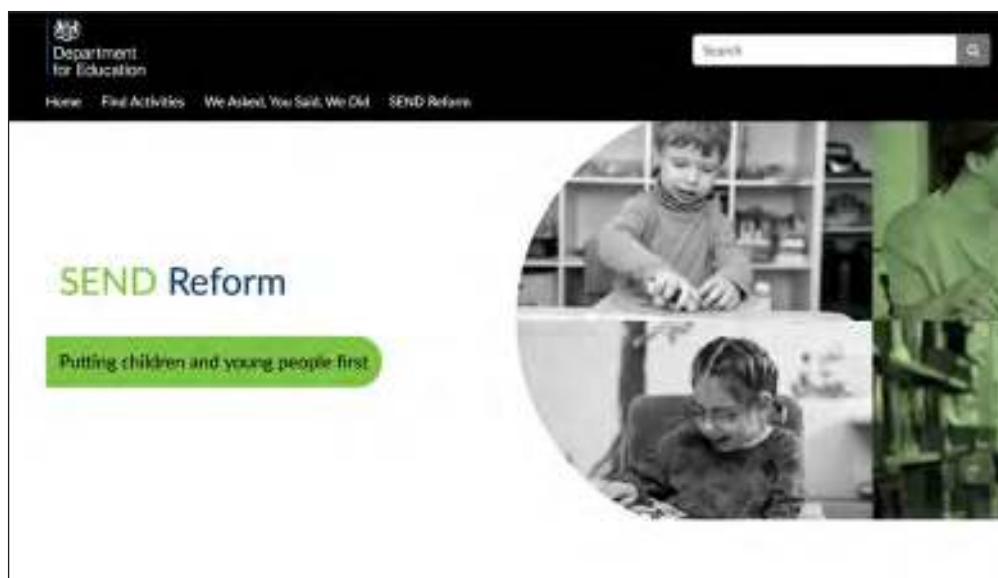 Department
for Education
Search
Home Find Activities We Asked, You Said, We Did SEND Reform
SEND Reform
Putting children and young people first